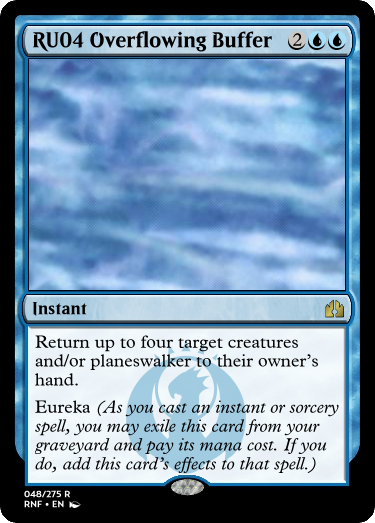 RU04 Overflowing Buffer 2
Instant
Return up to four target creatures
and/or planeswalker to their owner's
hand.
Eureka (As you cast an instant or sorcery
spell, you may exile this card from your
graveyard and pay its mana cost. If you
do, add this card's effects to that spell.)
048/275 R
RNF • EN